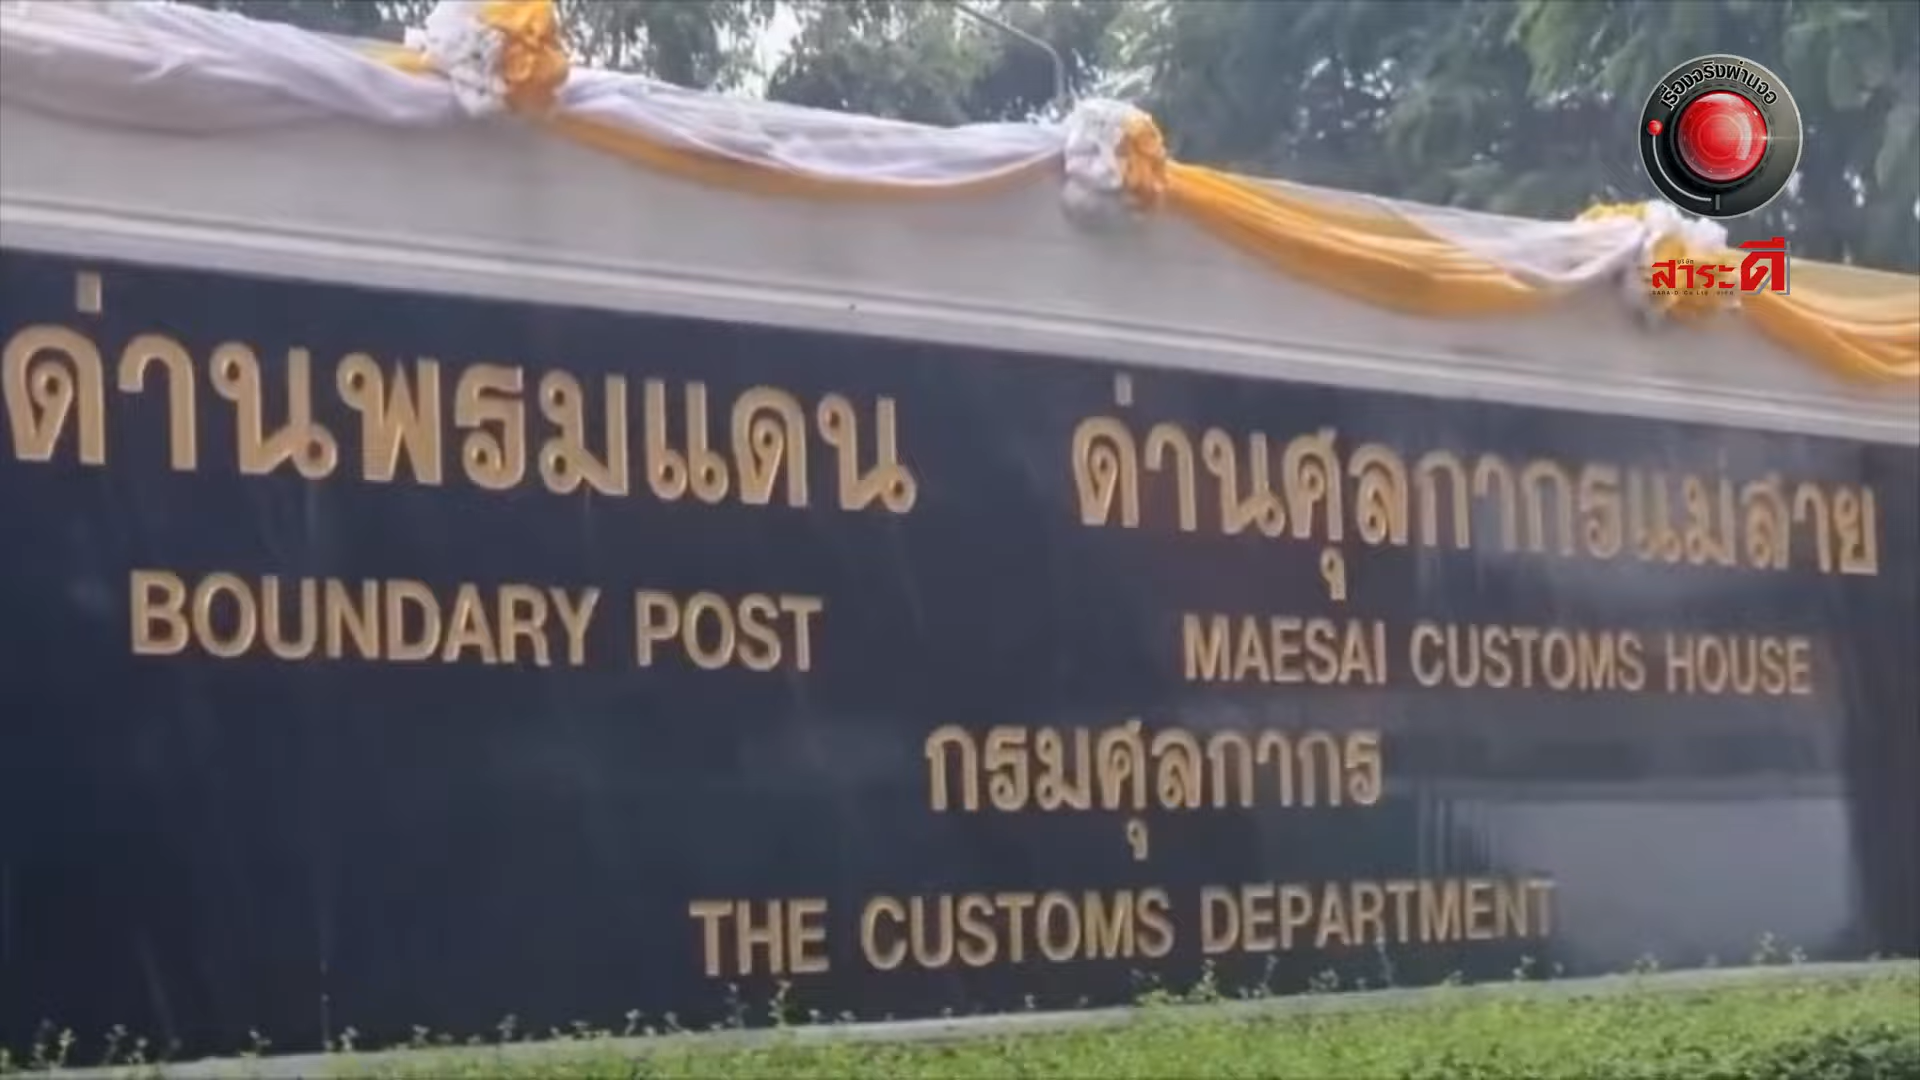 เรื่องจริงผ่านจอ
สาระดี
ด่านพรมแดน
BOUNDARY POST
ด่านศุลกากรแม่สาย
MAESAI CUSTOMS HOUSE
กรมศุลกากร
THE CUSTOMS DEPARTMENT